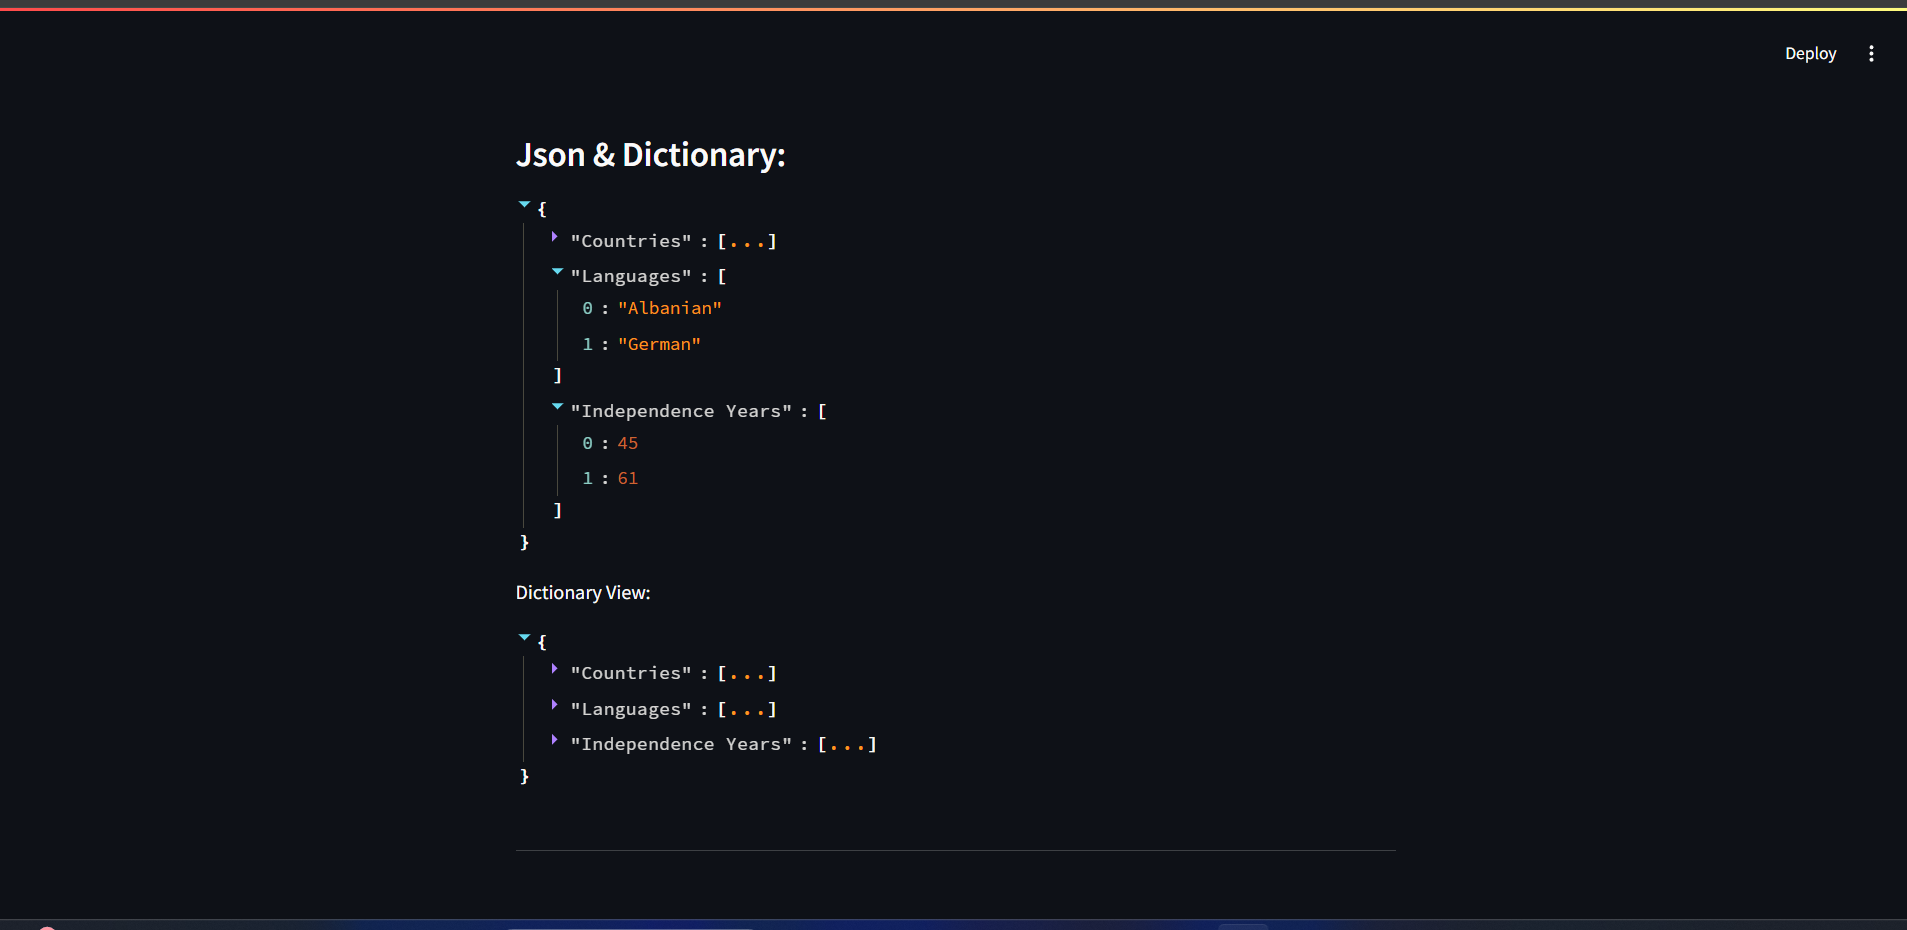 Deploy
Json & Dictionary:
{
"Countries" : [...]
"Languages" : [
0 : "Albanian"
1 : "German"
]
"Independence Years" : [
0 : 45
1 : 61
]
}
Dictionary View:
{
"Countries" : [...]
"Languages" : [...]
"Independence Years" : [...]
}